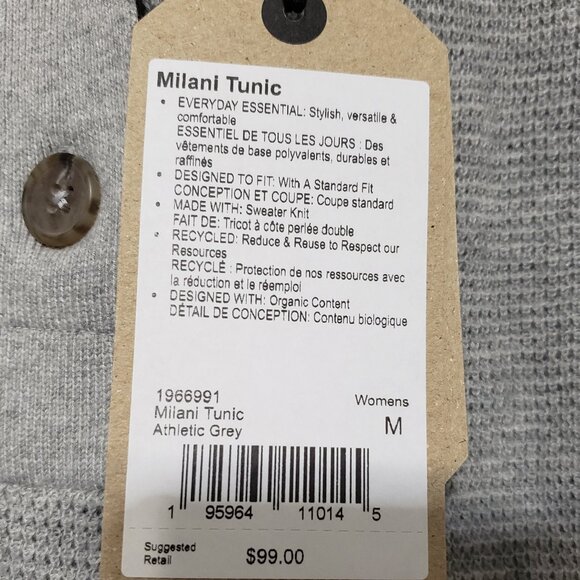 Milani Tunic
• EVERYDAY ESSENTIAL: Stylish, versatile &
comfortable
ESSENTIEL DE TOUS LES JOURS : Des
vêtements de base polyvalents, durables et
raffinés
• DESIGNED TO FIT: With A Standard Fit
CONCEPTION ET COUPE: Coupe standard
• MADE WITH: Sweater Knit
FAIT DE: Tricot à côte perlée double
• RECYCLED: Reduce & Reuse to Respect our
Resources
RECYCLÉ : Protection de nos ressources avec
la réduction et le réemploi
• DESIGNED WITH: Organic Content
DÉTAIL DE CONCEPTION: Contenu biologique
1966991 Womens
Milani Tunic M
Athletic Grey
1 95964 11014 5
Suggested
Retail $99.00